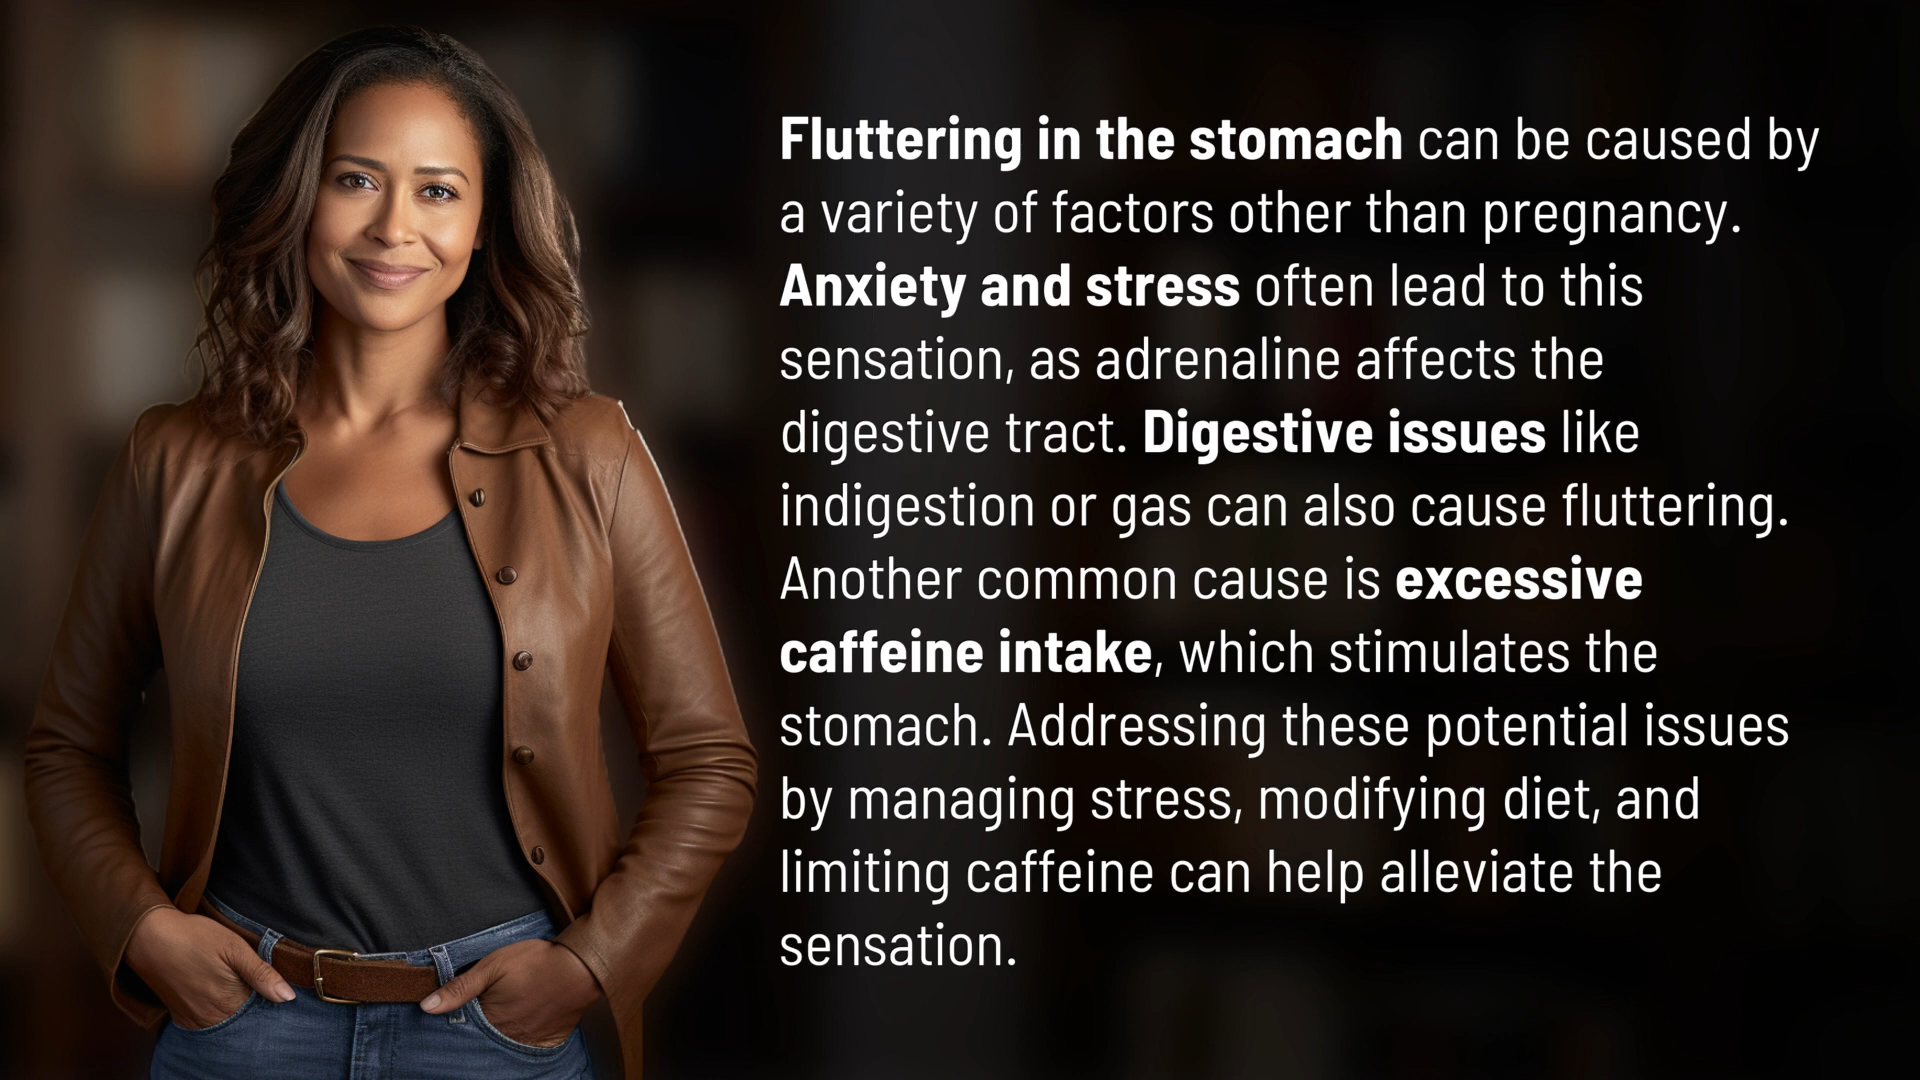 Fluttering in the stomach can be caused by
a variety of factors other than pregnancy.
Anxiety and stress often lead to this
sensation, as adrenaline affects the
digestive tract. Digestive issues like
indigestion or gas can also cause fluttering.
Another common cause is excessive
caffeine intake, which stimulates the
stomach. Addressing these potential issues
by managing stress, modifying diet, and
limiting caffeine can help alleviate the
sensation.